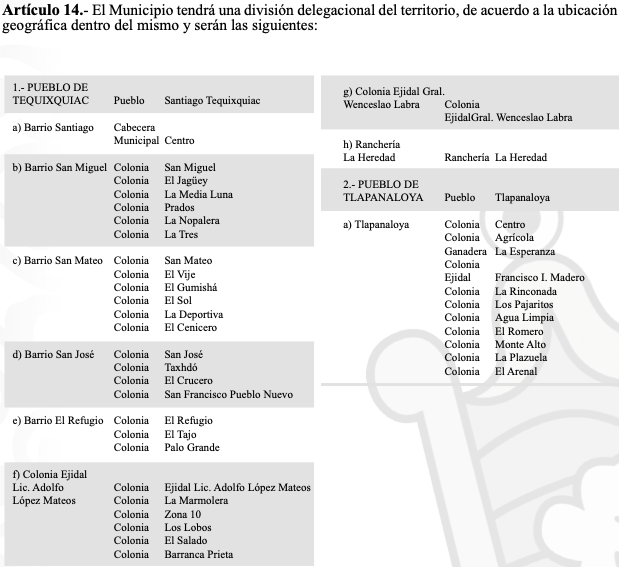 Artículo 14.- El Municipio tendrá una división delegacional del territorio, de acuerdo a la ubicación
geográfica dentro del mismo y serán las siguientes:
1.- PUEBLO DE
TEQUIXQUIAC Pueblo Santiago Tequixquiac
a) Barrio Santiago Cabecera
Municipal Centro
b) Barrio San Miguel Colonia San Miguel
Colonia El Jagüey
Colonia La Media Luna
Colonia Prados
Colonia La Nopalera
Colonia La Tres
c) Barrio San Mateo Colonia San Mateo
Colonia El Vije
Colonia El Gumishá
Colonia El Sol
Colonia La Deportiva
Colonia El Cenicero
d) Barrio San José Colonia San José
Colonia Taxhdó
Colonia El Crucero
Colonia San Francisco Pueblo Nuevo
e) Barrio El Refugio Colonia El Refugio
Colonia El Tajo
Colonia Palo Grande
f) Colonia Ejidal
Lic. Adolfo Colonia Ejidal Lic. Adolfo López Mateos
López Mateos Colonia La Marmolera
Colonia Zona 10
Colonia Los Lobos
Colonia El Salado
Colonia Barranca Prieta
g) Colonia Ejidal Gral.
Wenceslao Labra Colonia
EjidalGral. Wenceslao Labra
h) Ranchería
La Heredad Ranchería La Heredad
2.- PUEBLO DE
TLAPANALOYA Pueblo Tlapanaloya
a) Tlapanaloya Colonia Centro
Colonia Agrícola
Ganadera La Esperanza
Colonia
Ejidal Francisco I. Madero
Colonia La Rinconada
Colonia Los Pajaritos
Colonia Agua Limpia
Colonia El Romero
Colonia Monte Alto
Colonia La Plazuela
Colonia El Arenal